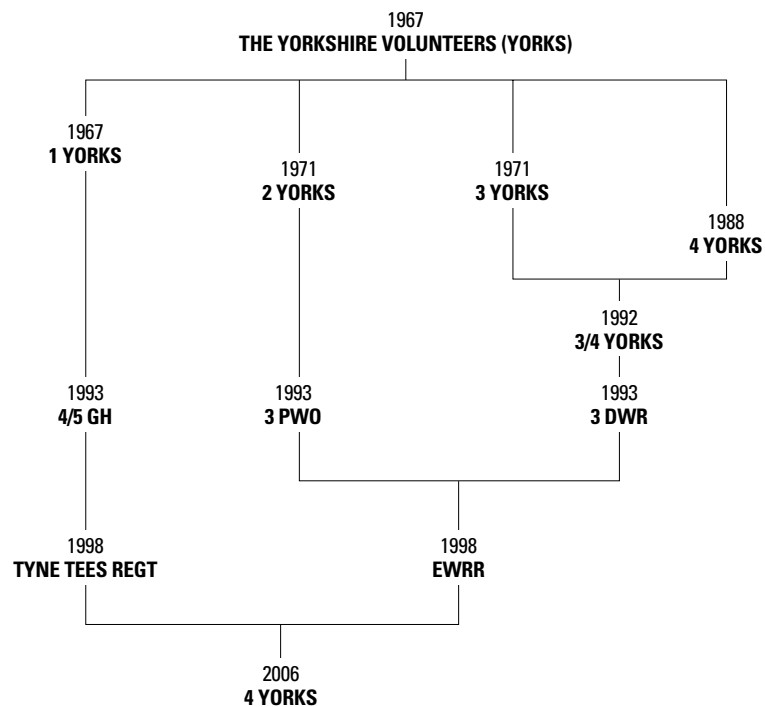 1967
THE YORKSHIRE VOLUNTEERS (YORKS)
1967
1 YORKS
1971
2 YORKS
1971
3 YORKS
1988
4 YORKS
1992
3/4 YORKS
1993
4/5 GH
1993
3 PWO
1993
3 DWR
1998
TYNE TEES REGT
1998
EWRR
2006
4 YORKS